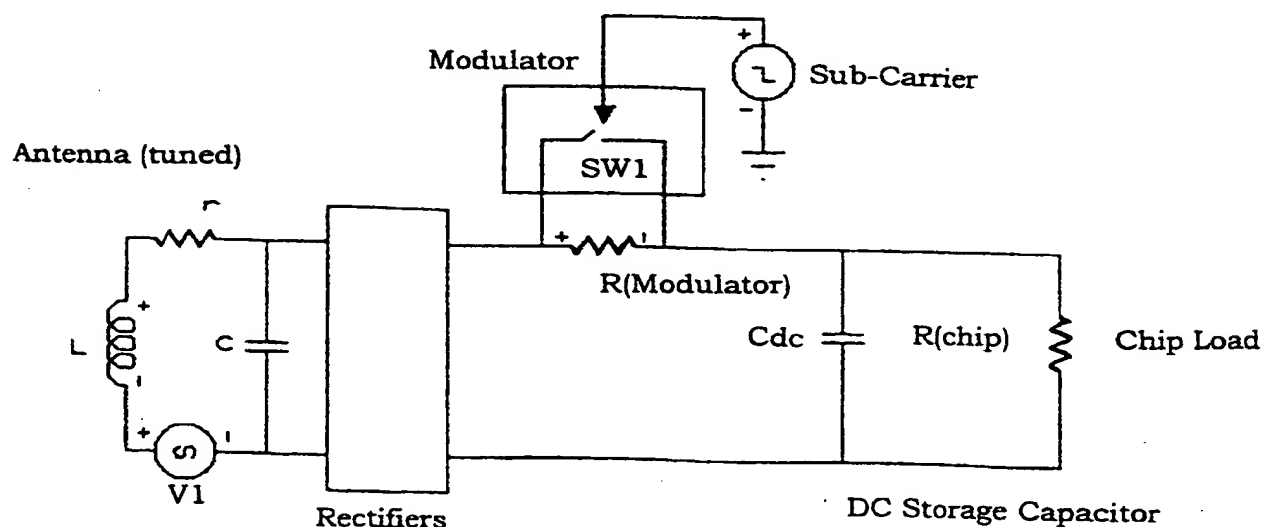 Modulator
+
Sub-Carrier
-
SW1
Antenna (tuned)
r
+
-
R(Modulator)
+
L
-
C
Cdc
R(chip)
Chip Load
+
-
S
V1
Rectifiers
DC Storage Capacitor